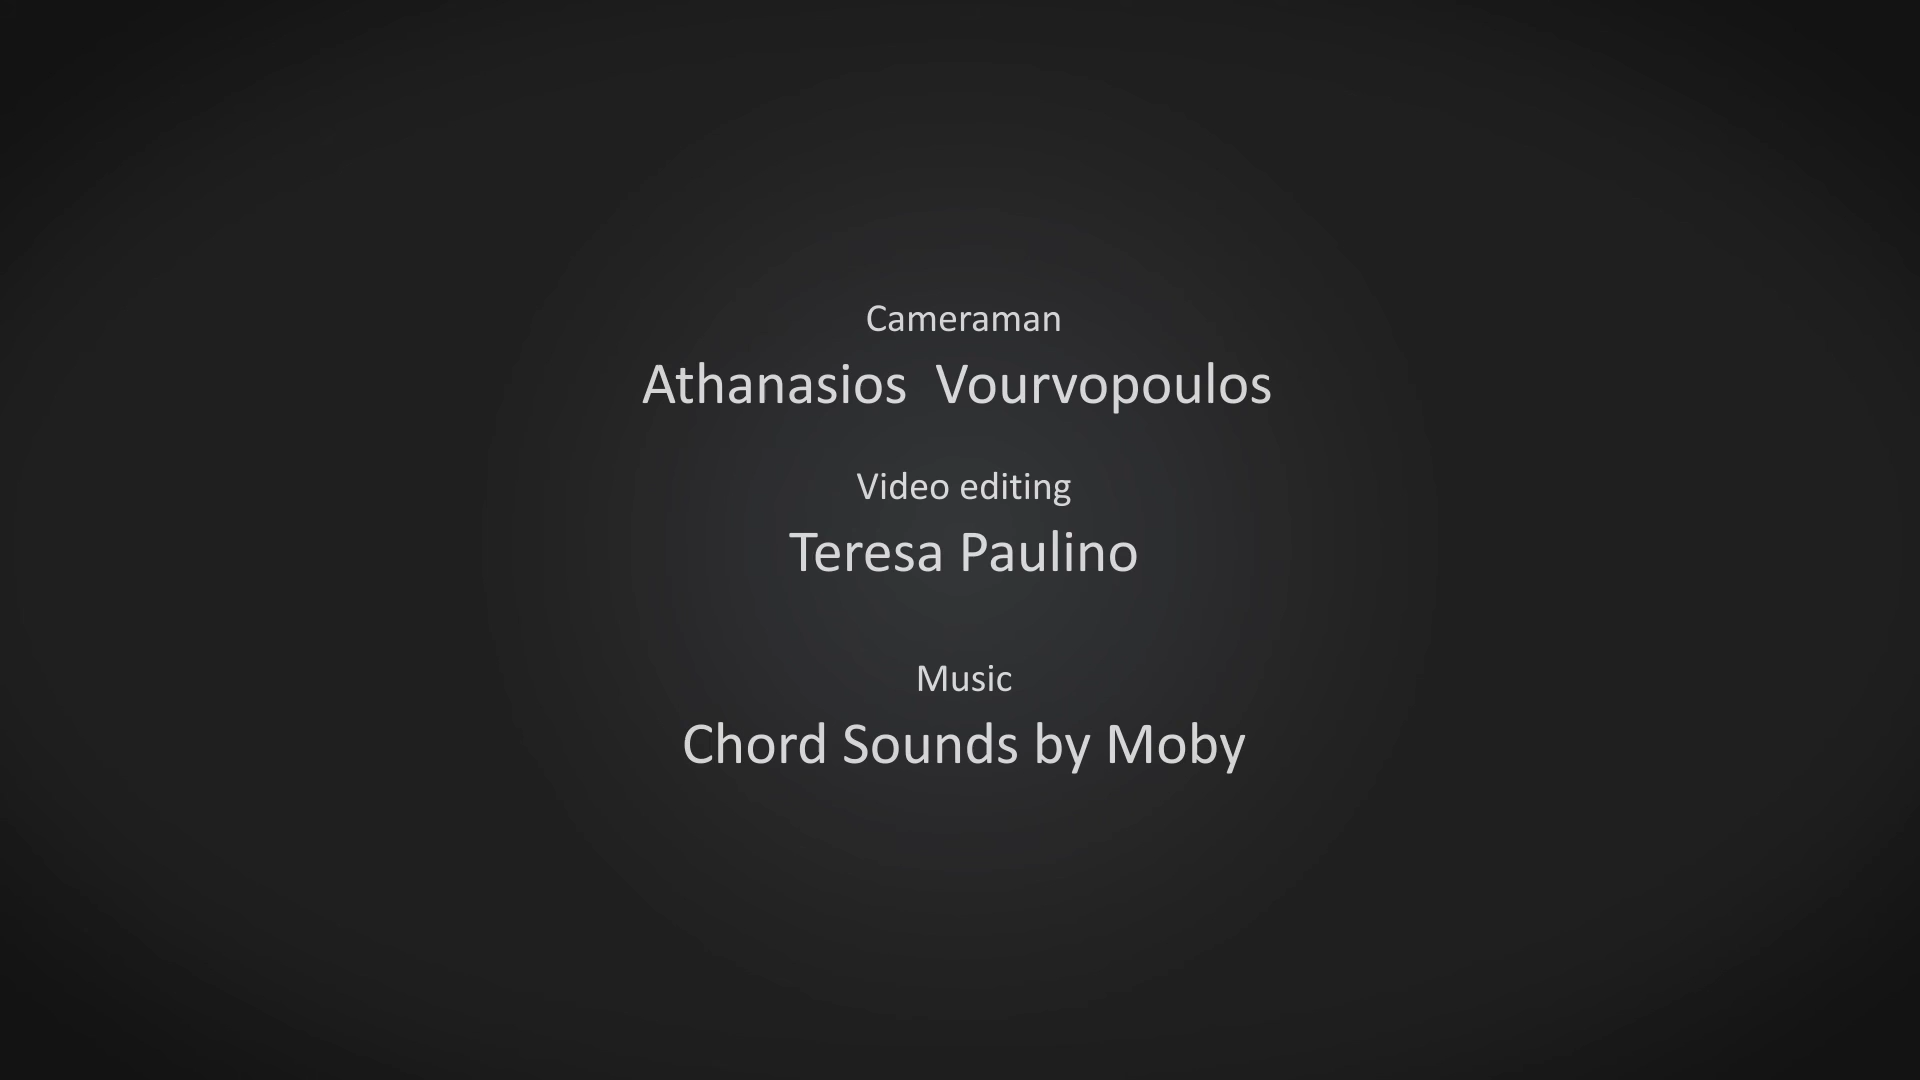 Cameraman
Athanasios  Vourvopoulos
Video editing
Teresa Paulino
Music
Chord Sounds by Moby